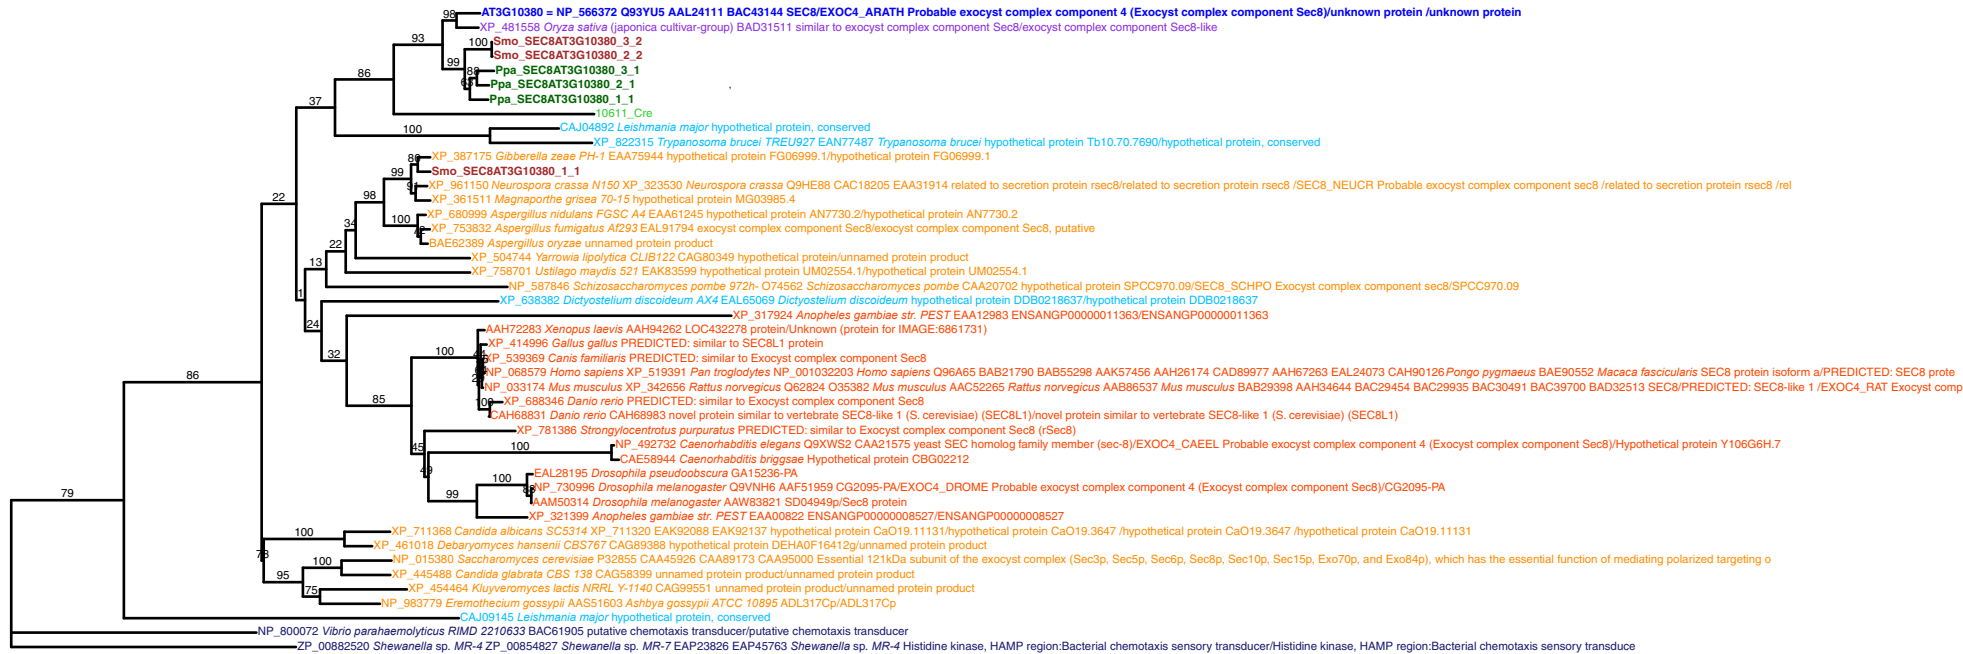 98 AT3G10380 = NP_566372 Q93YU5 AAL24111 BAC43144 SEC8/EXOC4_ARATH Probable exocyst complex component 4 (Exocyst complex component Sec8)/unknown protein /unknown protein
XP_481558 Oryza sativa (japonica cultivar-group) BAD31511 similar to exocyst complex component Sec8/exocyst complex component Sec8-like
93 100 Smo_SEC8AT3G10380_3_2
Smo_SEC8AT3G10380_2_2
99 Ppa_SEC8AT3G10380_3_1
86 Ppa_SEC8AT3G10380_2_1
Ppa_SEC8AT3G10380_1_1
37 10611_Cre
100 CAJ04892 Leishmania major hypothetical protein, conserved
XP_822315 Trypanosoma brucei TREU927 EAN77487 Trypanosoma brucei hypothetical protein Tb10.70.7690/hypothetical protein, conserved
XP_387175 Gibberella zeae PH-1 EAA75944 hypothetical protein FG06999.1/hypothetical protein FG06999.1
99 Smo_SEC8AT3G10380_1_1
XP_961150 Neurospora crassa N150 XP_323530 Neurospora crassa Q9HE88 CAC18205 EAA31914 related to secretion protein rsec8/related to secretion protein rsec8 /SEC8_NEUCR Probable exocyst complex component sec8 /related to secretion protein rsec8 /rel
22 98 XP_361511 Magnaporthe grisea 70-15 hypothetical protein MG03985.4
100 XP_680999 Aspergillus nidulans FGSC A4 EAA61245 hypothetical protein AN7730.2/hypothetical protein AN7730.2
34 XP_753832 Aspergillus fumigatus Af293 EAL91794 exocyst complex component Sec8/exocyst complex component Sec8, putative
22 BAE62389 Aspergillus oryzae unnamed protein product
13 XP_504744 Yarrowia lipolytica CLIB122 CAG80349 hypothetical protein/unnamed protein product
XP_758701 Ustilago maydis 521 EAK83599 hypothetical protein UM02554.1/hypothetical protein UM02554.1
NP_587846 Schizosaccharomyces pombe 972h- O74562 Schizosaccharomyces pombe CAA20702 hypothetical protein SPCC970.09/SEC8_SCHPO Exocyst complex component sec8/SPCC970.09
1 XP_638382 Dictyostelium discoideum AX4 EAL65069 Dictyostelium discoideum hypothetical protein DDB0218637/hypothetical protein DDB0218637
24 XP_317924 Anopheles gambiae str. PEST EAA12983 ENSANGP00000011363/ENSANGP00000011363
AAH72283 Xenopus laevis AAH94262 LOC432278 protein/Unknown (protein for IMAGE:6861731)
XP_414996 Gallus gallus PREDICTED: similar to SEC8L1 protein
32 100 XP_539369 Canis familiaris PREDICTED: similar to Exocyst complex component Sec8
NP_068579 Homo sapiens XP_519391 Pan troglodytes NP_001032203 Homo sapiens Q96A65 BAB21790 BAB55298 AAK57456 AAH26174 CAD89977 AAH67263 EAL24073 CAH90126 Pongo pygmaeus BAE90552 Macaca fascicularis SEC8 protein isoform a/PREDICTED: SEC8 prote
86 NP_033174 Mus musculus XP_342656 Rattus norvegicus Q62824 O35382 Mus musculus AAC52265 Rattus norvegicus AAB86537 Mus musculus BAB29398 AAH34644 BAC29454 BAC29935 BAC30491 BAC39700 BAD32513 SEC8/PREDICTED: SEC8-like 1 /EXOC4_RAT Exocyst comp
85 100 XP_688346 Danio rerio PREDICTED: similar to Exocyst complex component Sec8
CAH68831 Danio rerio CAH68983 novel protein similar to vertebrate SEC8-like 1 (S. cerevisiae) (SEC8L1)/novel protein similar to vertebrate SEC8-like 1 (S. cerevisiae) (SEC8L1)
XP_781386 Strongylocentrotus purpuratus PREDICTED: similar to Exocyst complex component Sec8 (rSec8)
45 100 NP_492732 Caenorhabditis elegans Q9XWS2 CAA21575 yeast SEC homolog family member (sec-8)/EXOC4_CAEEL Probable exocyst complex component 4 (Exocyst complex component Sec8)/Hypothetical protein Y106G6H.7
CAE58944 Caenorhabditis briggsae Hypothetical protein CBG02212
49 100 EAL28195 Drosophila pseudoobscura GA15236-PA
NP_730996 Drosophila melanogaster Q9VNH6 AAF51959 CG2095-PA/EXOC4_DROME Probable exocyst complex component 4 (Exocyst complex component Sec8)/CG2095-PA
79 99 AAM50314 Drosophila melanogaster AAW83821 SD04949p/Sec8 protein
XP_321399 Anopheles gambiae str. PEST EAA00822 ENSANGP00000008527/ENSANGP00000008527
100 XP_711368 Candida albicans SC5314 XP_711320 EAK92088 EAK92137 hypothetical protein CaO19.11131/hypothetical protein CaO19.3647 /hypothetical protein CaO19.3647 /hypothetical protein CaO19.11131
XP_461018 Debaryomyces hansenii CBS767 CAG89388 hypothetical protein DEHA0F16412g/unnamed protein product
100 NP_015380 Saccharomyces cerevisiae P32855 CAA45926 CAA89173 CAA95000 Essential 121kDa subunit of the exocyst complex (Sec3p, Sec5p, Sec6p, Sec8p, Sec10p, Sec15p, Exo70p, and Exo84p), which has the essential function of mediating polarized targeting o
95 XP_445488 Candida glabrata CBS 138 CAG58399 unnamed protein product/unnamed protein product
75 XP_454464 Kluyveromyces lactis NRRL Y-1140 CAG99551 unnamed protein product/unnamed protein product
NP_983779 Eremothecium gossypii AAS51603 Ashbya gossypii ATCC 10895 ADL317Cp/ADL317Cp
CAJ09145 Leishmania major hypothetical protein, conserved
NP_800072 Vibrio parahaemolyticus RIMD 2210633 BAC61905 putative chemotaxis transducer/putative chemotaxis transducer
ZP_00882520 Shewanella sp. MR-4 ZP_00854827 Shewanella sp. MR-7 EAP23826 EAP45763 Shewanella sp. MR-4 Histidine kinase, HAMP region:Bacterial chemotaxis sensory transducer/Histidine kinase, HAMP region:Bacterial chemotaxis sensory transduce